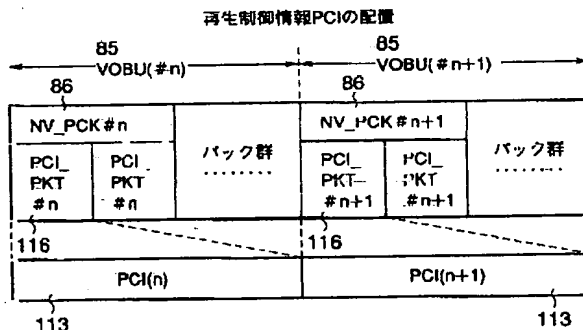 再生制御情報PCIの配置
85
VOBU(#n)
85
VOBU(#n+1)
86
NV_PCK#n
PCI_
PKT
#n
PCI_
PKT
#n
パック群
........
86
NV_PCK#n+1
PCI_
PKT
#n+1
PCI_
PKT
#n+1
パック群
........
116
116
PCI(n)
PCI(n+1)
113
113